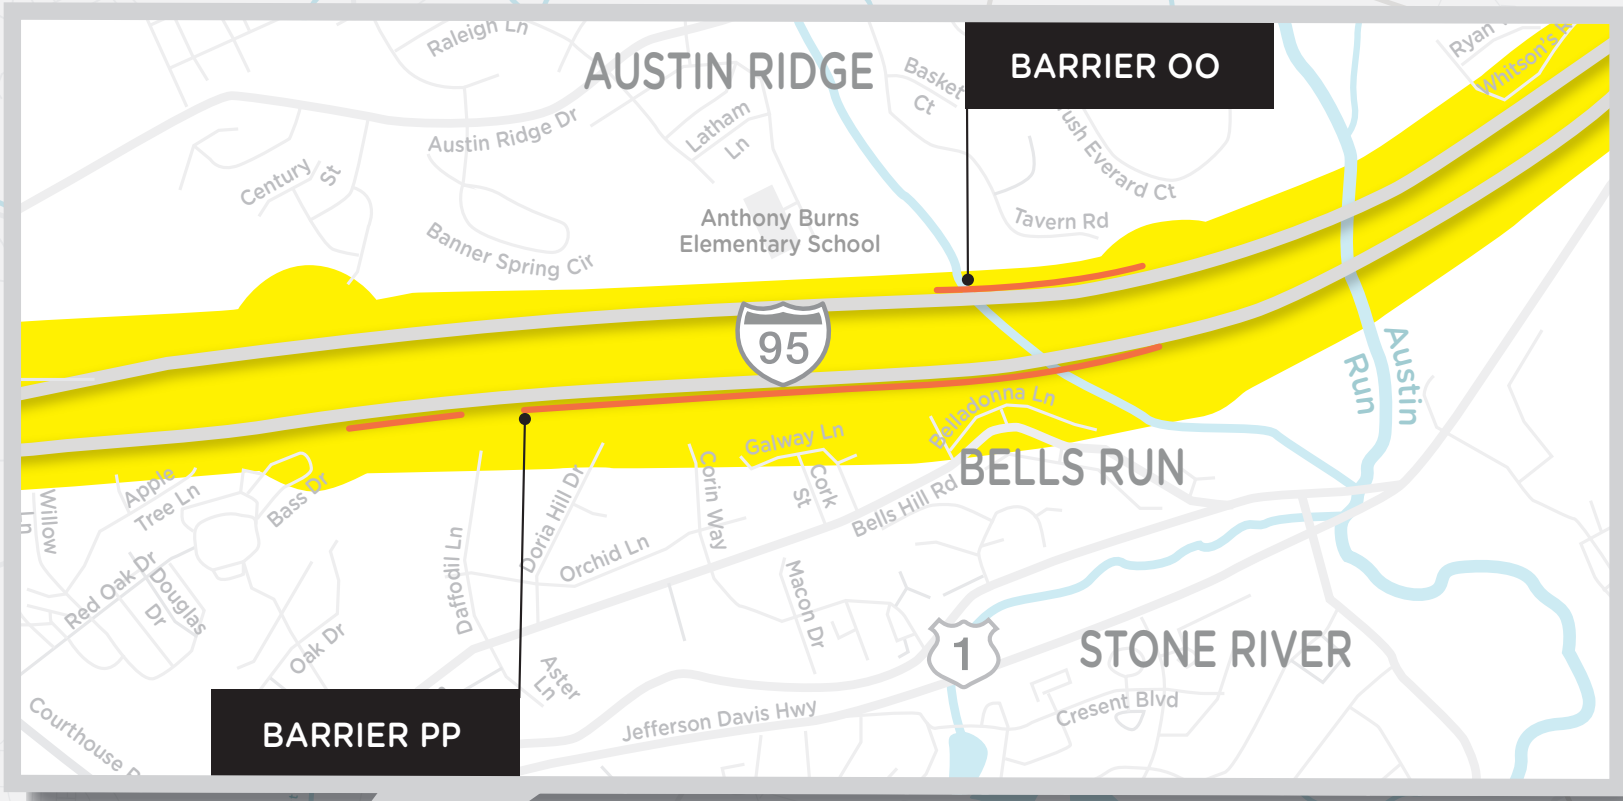 Raleigh Ln
AUSTIN RIDGE
Basket
Ct
BARRIER OO
Ryan
Whitson's
Austin Ridge Dr
Latham
Ln
ush Everard Ct
Century
St
Tavern Rd
Anthony Burns
Elementary School
Banner Spring Cir
95
Austin
Run
Belladonna Ln
Galway Ln
BELLS RUN
Bells Hill Rd
Cork
St
Corin Way
Doria Hill Dr
Orchid Ln
Daffodil Ln
Bass Dr
Apple
Tree Ln
Willow
Ln
Red Oak Dr
Douglas
Dr
Oak Dr
Macon Dr
Aster
Ln
1
STONE RIVER
Cresent Blvd
Jefferson Davis Hwy
BARRIER PP
Courthouse